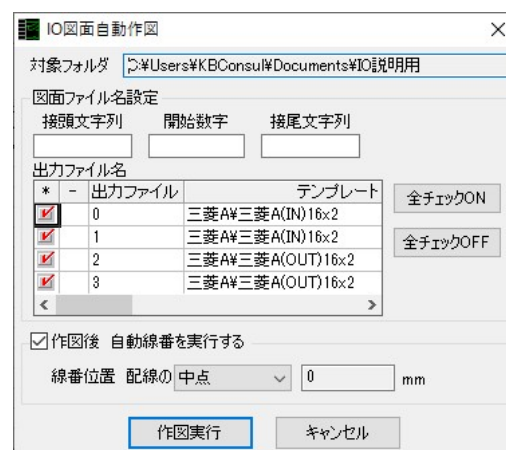 IO図面自動作図
対象フォルダ C:¥Users¥KBConsul¥Documents¥IO説明用
図面ファイル名設定
接頭文字列 開始数字 接尾文字列
出力ファイル名
* - 出力ファイル テンプレート
0 三菱A¥三菱A(IN)16x2
1 三菱A¥三菱A(IN)16x2
2 三菱A¥三菱A(OUT)16x2
3 三菱A¥三菱A(OUT)16x2
全チェックON
全チェックOFF
作図後 自動線番を実行する
線番位置 配線の 中点 0 mm
作図実行 キャンセル